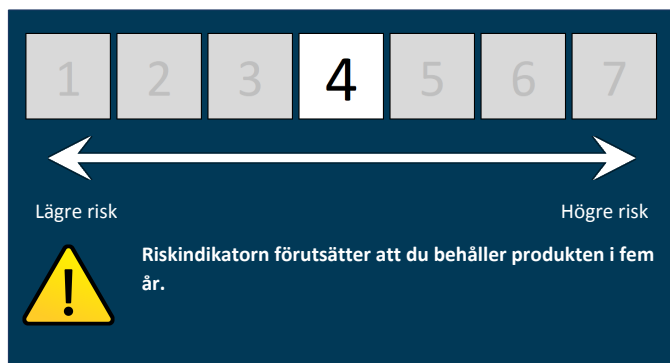 1 2 3 4 5 6 7
Lägre risk Högre risk
Riskindikatorn förutsätter att du behåller produkten i fem
år.